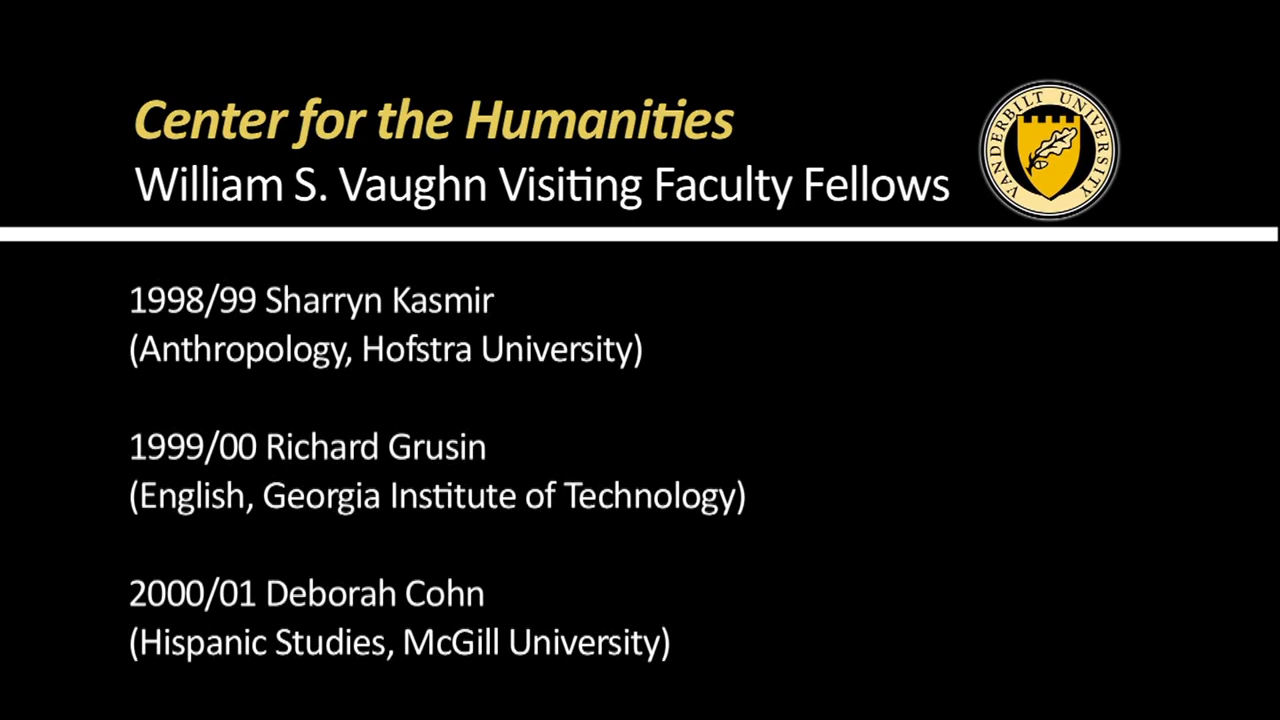 Center for the Humanities
William S. Vaughn Visiting Faculty Fellows
VANDERBILT UNIVERSITY
1998/99 Sharryn Kasmir
(Anthropology, Hofstra University)
1999/00 Richard Grusin
(English, Georgia Institute of Technology)
2000/01 Deborah Cohn
(Hispanic Studies, McGill University)